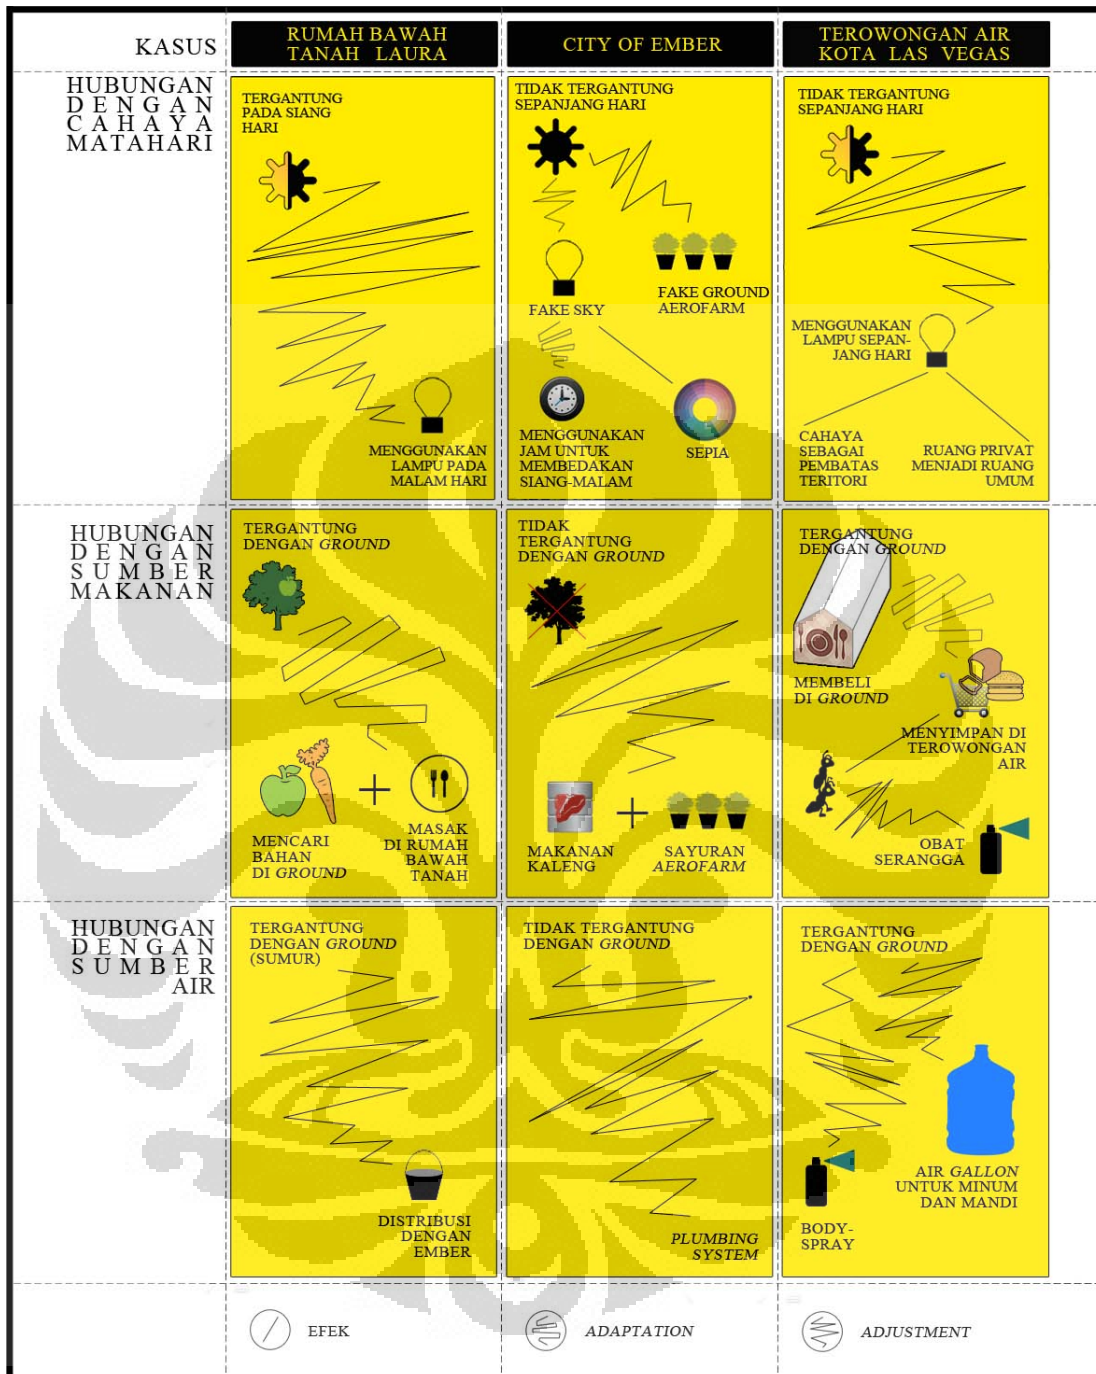 KASUS
RUMAH BAWAH
TANAH LAURA
CITY OF EMBER
TEROWONGAN AIR
KOTA LAS VEGAS
HUBUNGAN
DENGAN
CAHAYA
MATAHARI
TERGANTUNG
PADA SIANG
HARI
MENGGUNAKAN
LAMPU PADA
MALAM HARI
TIDAK TERGANTUNG
SEPANJANG HARI
FAKE SKY
FAKE GROUND
AEROFARM
MENGGUNAKAN
JAM UNTUK
MEMBEDAKAN
SIANG-MALAM
SEPIA
TIDAK TERGANTUNG
SEPANJANG HARI
MENGGUNAKAN
LAMPU SEPAN-
JANG HARI
CAHAYA
SEBAGAI
PEMBATAS
TERITORI
RUANG PRIVAT
MENJADI RUANG
UMUM
HUBUNGAN
DENGAN
SUMBER
MAKANAN
TERGANTUNG
DENGAN GROUND
MENCARI
BAHAN
DI GROUND
MASAK
DI RUMAH
BAWAH
TANAH
TIDAK
TERGANTUNG
DENGAN GROUND
MAKANAN
KALENG
SAYURAN
AEROFARM
TERGANTUNG
DENGAN GROUND
MEMBELI
DI GROUND
MENYIMPAN DI
TEROWONGAN
AIR
OBAT
SERANGGA
HUBUNGAN
DENGAN
SUMBER
AIR
TERGANTUNG
DENGAN GROUND
(SUMUR)
DISTRIBUSI
DENGAN
EMBER
TIDAK TERGANTUNG
DENGAN GROUND
PLUMBING
SYSTEM
TERGANTUNG
DENGAN GROUND
AIR GALLON
UNTUK MINUM
DAN MANDI
BODY-
SPRAY
EFEK
ADAPTATION
ADJUSTMENT